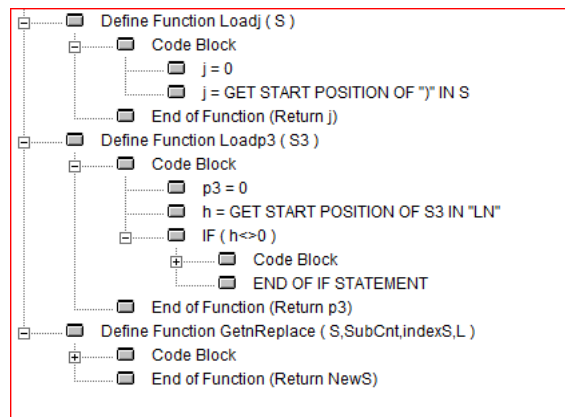 Define Function Loadj ( S )
Code Block
j = 0
j = GET START POSITION OF ")" IN S
End of Function (Return j)
Define Function Loadp3 ( S3 )
Code Block
p3 = 0
h = GET START POSITION OF S3 IN "LN"
IF ( h<>0 )
Code Block
END OF IF STATEMENT
End of Function (Return p3)
Define Function GetnReplace ( S,SubCnt,indexS,L )
Code Block
End of Function (Return NewS)